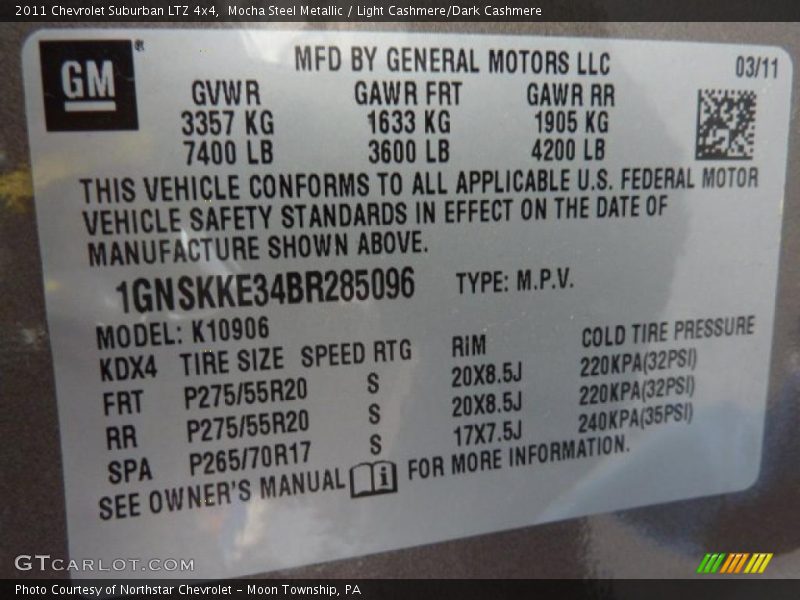 2011 Chevrolet Suburban LTZ 4x4,  Mocha Steel Metallic / Light Cashmere/Dark Cashmere
GM® MFD BY GENERAL MOTORS LLC 03/11
GVWR GAWR FRT GAWR RR
3357 KG 1633 KG 1905 KG
7400 LB 3600 LB 4200 LB
THIS VEHICLE CONFORMS TO ALL APPLICABLE U.S. FEDERAL MOTOR
VEHICLE SAFETY STANDARDS IN EFFECT ON THE DATE OF
MANUFACTURE SHOWN ABOVE.
1GNSKKE34BR285096 TYPE: M.P.V.
MODEL: K10906
KDX4 TIRE SIZE SPEED RTG RIM COLD TIRE PRESSURE
FRT P275/55R20 S 20X8.5J 220KPA(32PSI)
RR P275/55R20 S 20X8.5J 220KPA(32PSI)
SPA P265/70R17 S 17X7.5J 240KPA(35PSI)
SEE OWNER'S MANUAL FOR MORE INFORMATION.
GTCARLOT.COM
Photo Courtesy of Northstar Chevrolet – Moon Township, PA